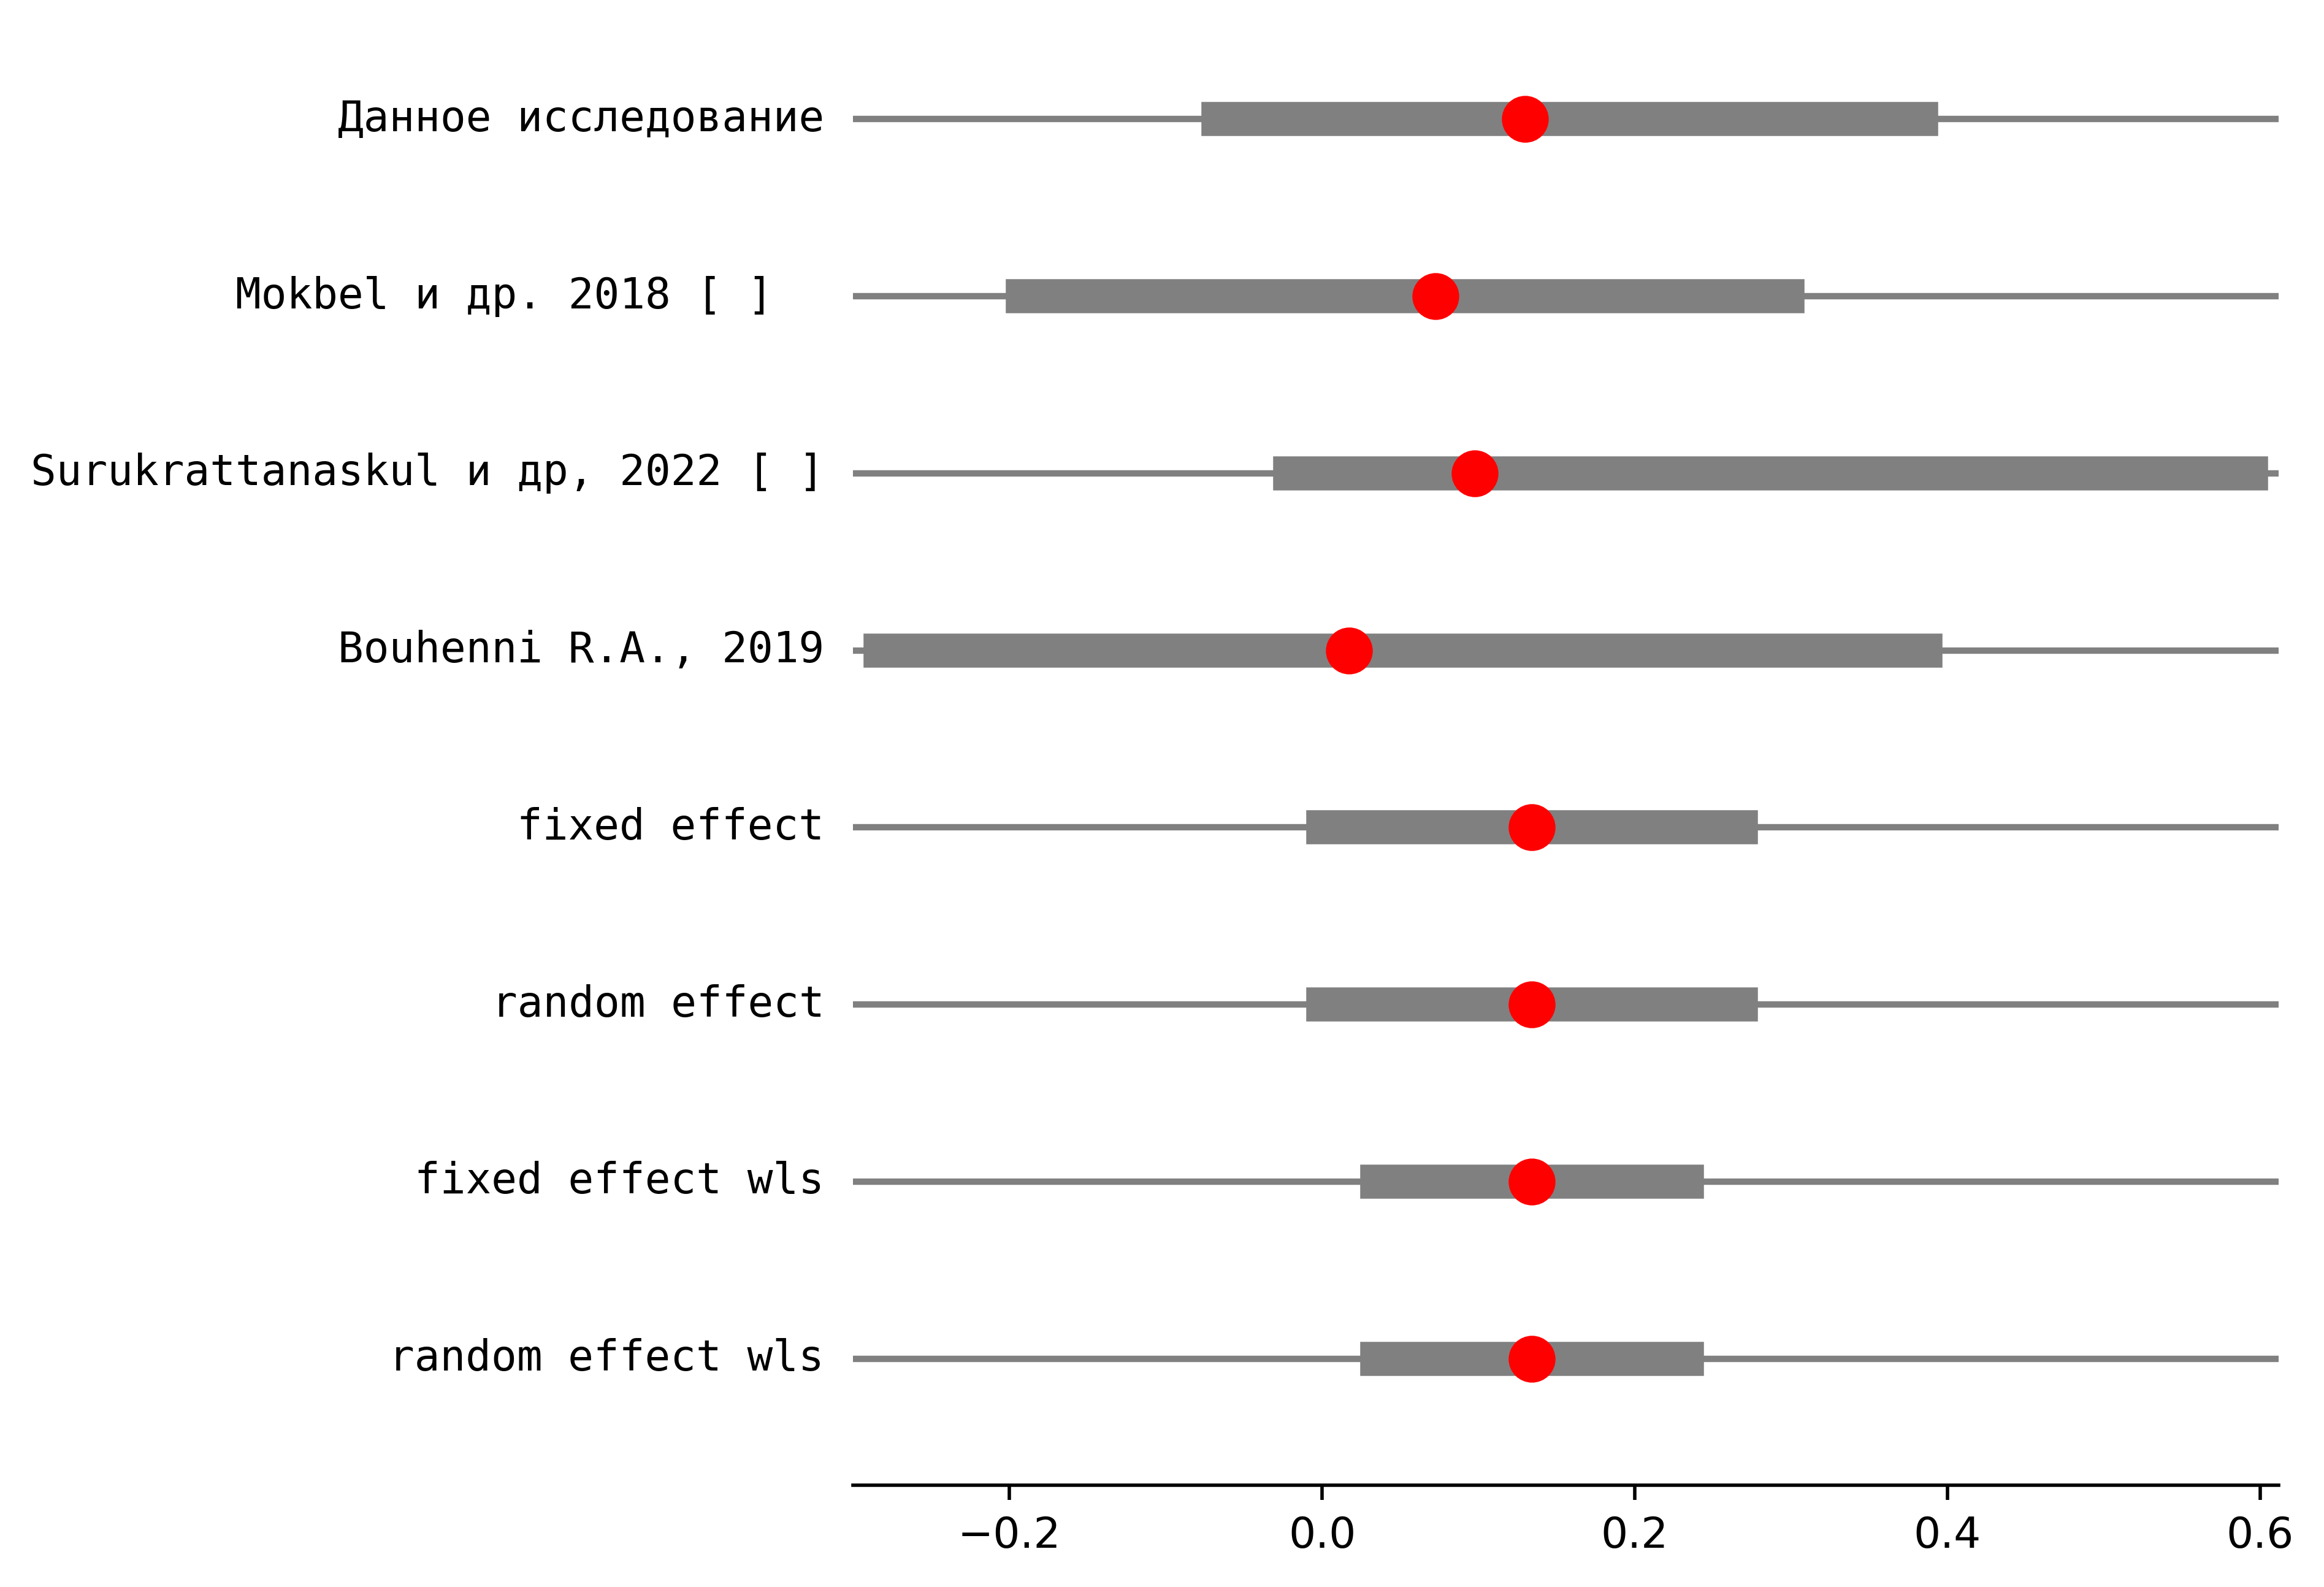 Данное исследование
Mokbel и др. 2018 [ ]
Surukrattanaskul и др, 2022 [ ]
Bouhenni R.A., 2019
fixed effect
random effect
fixed effect wls
random effect wls
−0.2 0.0 0.2 0.4 0.6